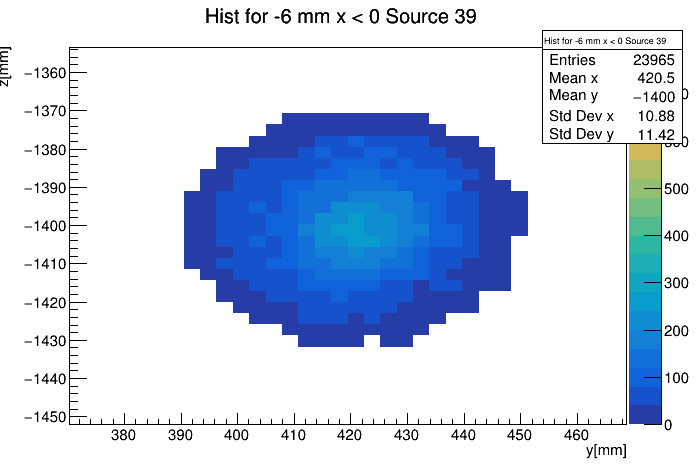 Hist for -6 mm x < 0 Source 39
Hist for -6 mm x < 0 Source 39
Entries 23965
Mean x 420.5
Mean y −1400
Std Dev x 10.88
Std Dev y 11.42
z[mm]
−1360
−1370
−1380
−1390
−1400
−1410
−1420
−1430
−1440
−1450
380 390 400 410 420 430 440 450 460
y[mm]
500
400
300
200
100
0